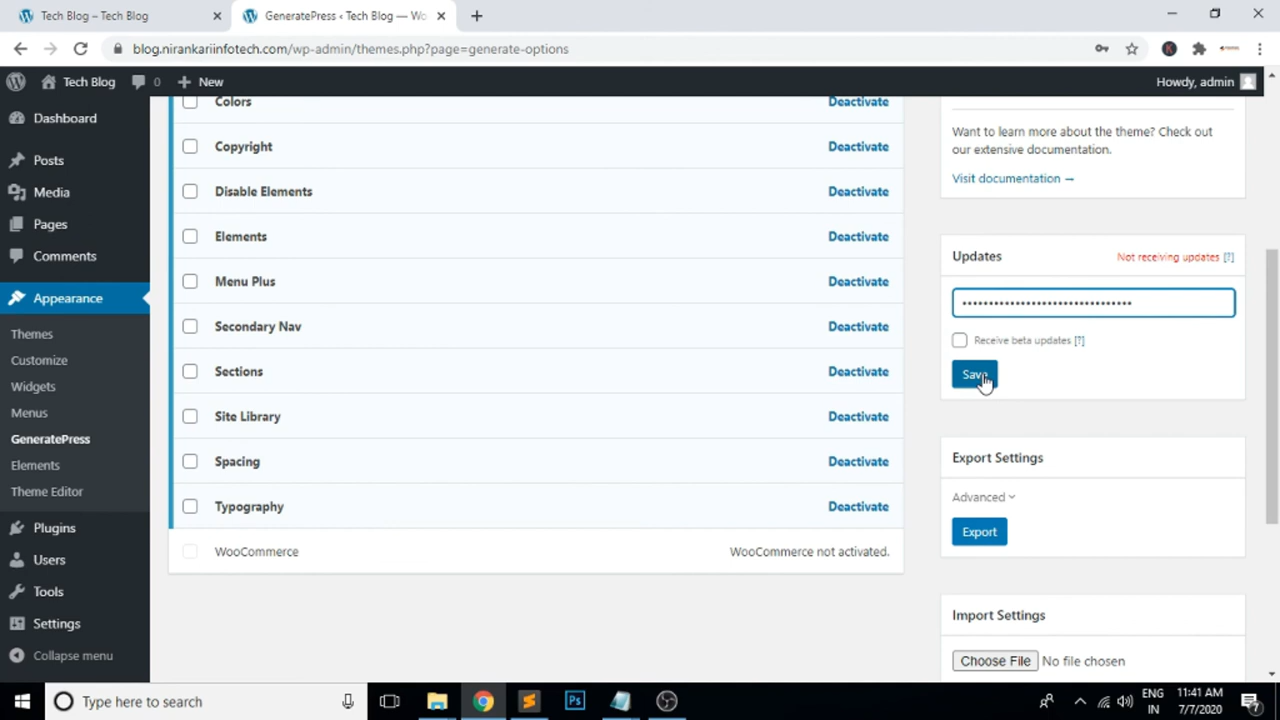 Tech Blog – Tech Blog
GeneratePress ‹ Tech Blog — Wo
blog.nirankariinfotech.com/wp-admin/themes.php?page=generate-options
Tech Blog
0
New
Howdy, admin
Dashboard
Posts
Media
Pages
Comments
Appearance
Themes
Customize
Widgets
Menus
GeneratePress
Elements
Theme Editor
Plugins
Users
Tools
Settings
Collapse menu
Colors Deactivate
Copyright Deactivate
Disable Elements Deactivate
Elements Deactivate
Menu Plus Deactivate
Secondary Nav Deactivate
Sections Deactivate
Site Library Deactivate
Spacing Deactivate
Typography Deactivate
WooCommerce WooCommerce not activated.
Want to learn more about the theme? Check out
our extensive documentation.
Visit documentation →
Updates Not receiving updates [?]
Receive beta updates [?]
Save
Export Settings
Advanced
Export
Import Settings
Choose File No file chosen
Type here to search
Ps
ENG
IN
11:41 AM
7/7/2020
7